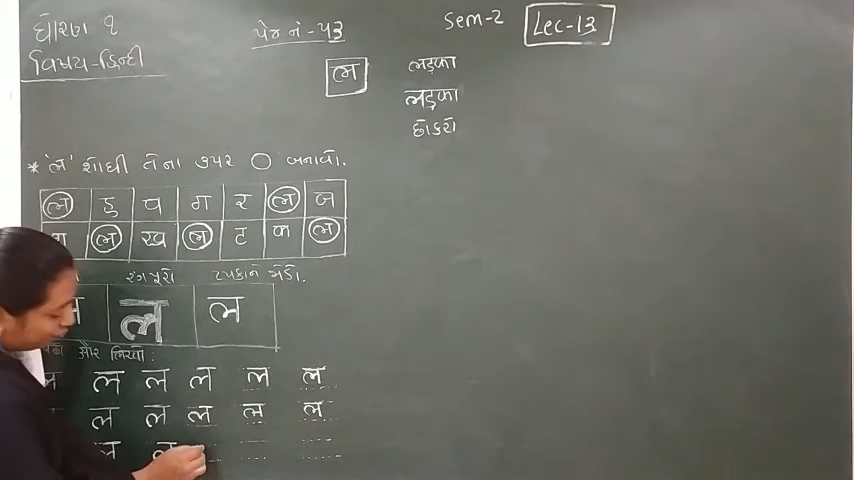 ધોરણ ૧
પેજ નં - ૫૩
Sem-2
Lec-13
વિષય - હિન્દી
ल
लड़का
लड़का
છોકરો
* 'ल' શોધી તેના ઉપર O બનાવો.
ल ड़ प ग र ल ज
ल ख ल ट क ल
રંગપૂરો ટપકાંને જોડો.
ल ल
और लिखो:
ल ल ल ल ल
ल ल ल ल ल
ल ल